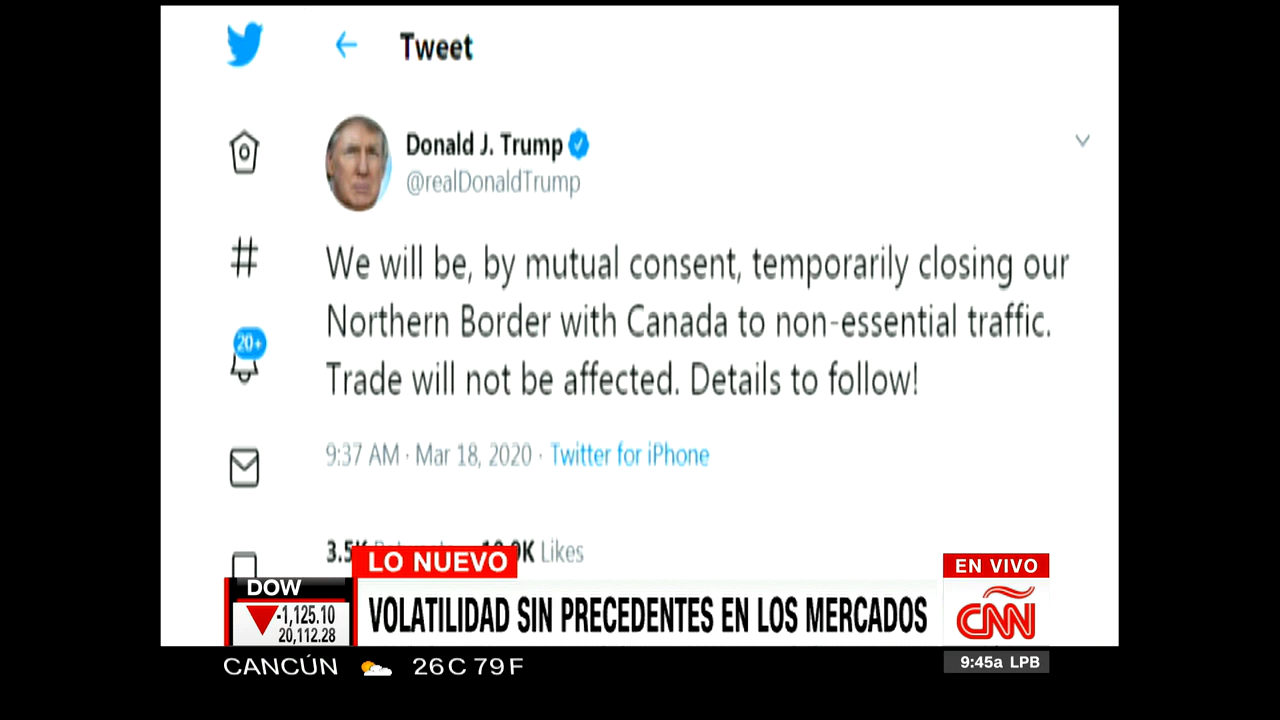 Tweet
Donald J. Trump
@realDonaldTrump
We will be, by mutual consent, temporarily closing our
Northern Border with Canada to non-essential traffic.
Trade will not be affected. Details to follow!
20+
9:37 AM · Mar 18, 2020 · Twitter for iPhone
3.5K Likes
LO NUEVO
EN VIVO
DOW
-1,125.10
20,112.28
VOLATILIDAD SIN PRECEDENTES EN LOS MERCADOS
CNN
CANCÚN 26C 79F
9:45a LPB